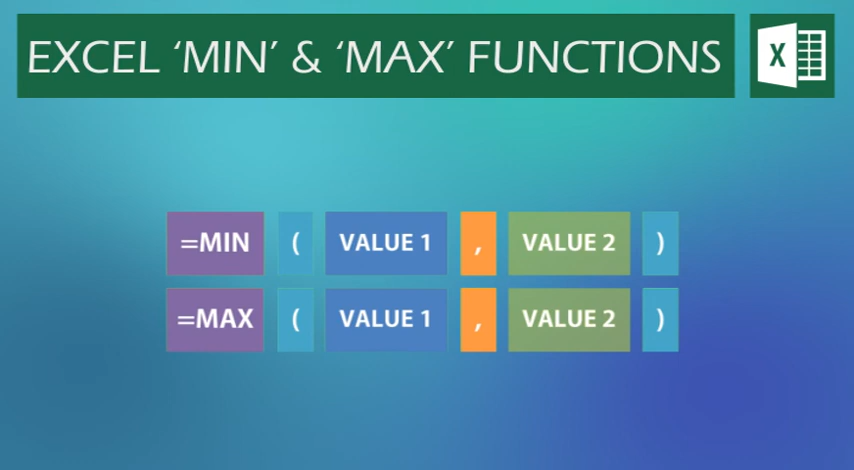 EXCEL ‘MIN’ & ‘MAX’ FUNCTIONS X
=MIN ( VALUE 1 , VALUE 2 )
=MAX ( VALUE 1 , VALUE 2 )